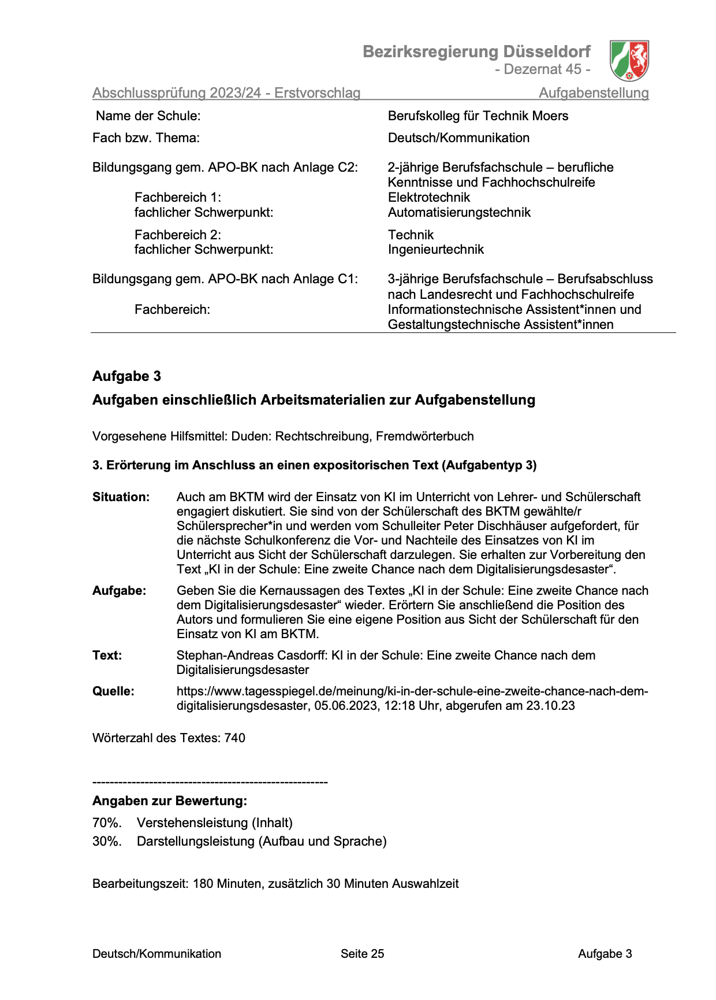 Bezirksregierung Düsseldorf
- Dezernat 45 -
Abschlussprüfung 2023/24 - Erstvorschlag Aufgabenstellung
Name der Schule: Berufskolleg für Technik Moers
Fach bzw. Thema: Deutsch/Kommunikation
Bildungsgang gem. APO-BK nach Anlage C2: 2-jährige Berufsfachschule – berufliche
Kenntnisse und Fachhochschulreife
Fachbereich 1: Elektrotechnik
fachlicher Schwerpunkt: Automatisierungstechnik
Fachbereich 2: Technik
fachlicher Schwerpunkt: Ingenieurtechnik
Bildungsgang gem. APO-BK nach Anlage C1: 3-jährige Berufsfachschule – Berufsabschluss
nach Landesrecht und Fachhochschulreife
Fachbereich: Informationstechnische Assistent*innen und
Gestaltungstechnische Assistent*innen
Aufgabe 3
Aufgaben einschließlich Arbeitsmaterialien zur Aufgabenstellung
Vorgesehene Hilfsmittel: Duden: Rechtschreibung, Fremdwörterbuch
3. Erörterung im Anschluss an einen expositorischen Text (Aufgabentyp 3)
Situation: Auch am BKTM wird der Einsatz von KI im Unterricht von Lehrer- und Schülerschaft
engagiert diskutiert. Sie sind von der Schülerschaft des BKTM gewählte/r
Schülersprecher*in und werden vom Schulleiter Peter Dischhäuser aufgefordert, für
die nächste Schulkonferenz die Vor- und Nachteile des Einsatzes von KI im
Unterricht aus Sicht der Schülerschaft darzulegen. Sie erhalten zur Vorbereitung den
Text „KI in der Schule: Eine zweite Chance nach dem Digitalisierungsdesaster“.
Aufgabe: Geben Sie die Kernaussagen des Textes „KI in der Schule: Eine zweite Chance nach
dem Digitalisierungsdesaster“ wieder. Erörtern Sie anschließend die Position des
Autors und formulieren Sie eine eigene Position aus Sicht der Schülerschaft für den
Einsatz von KI am BKTM.
Text: Stephan-Andreas Casdorff: KI in der Schule: Eine zweite Chance nach dem
Digitalisierungsdesaster
Quelle: https://www.tagesspiegel.de/meinung/ki-in-der-schule-eine-zweite-chance-nach-dem-
digitalisierungsdesaster, 05.06.2023, 12:18 Uhr, abgerufen am 23.10.23
Wörterzahl des Textes: 740
------------------------------------------------------
Angaben zur Bewertung:
70%. Verstehensleistung (Inhalt)
30%. Darstellungsleistung (Aufbau und Sprache)
Bearbeitungszeit: 180 Minuten, zusätzlich 30 Minuten Auswahlzeit
Deutsch/Kommunikation Seite 25 Aufgabe 3